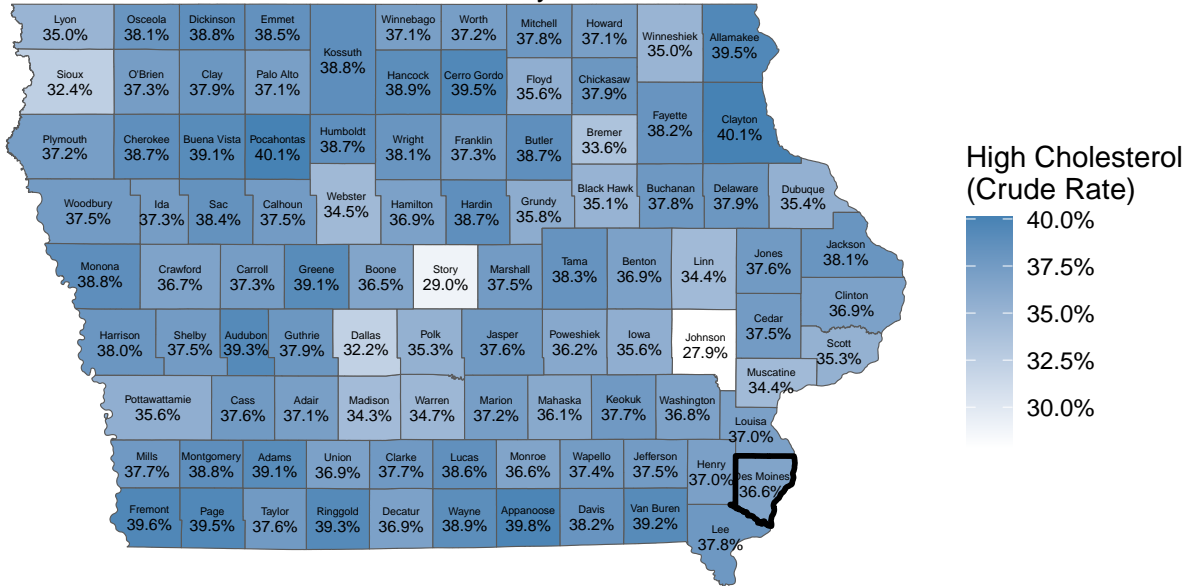 Lyon Osceola Dickinson Emmet Winnebago Worth Mitchell Howard
35.0% 38.1% 38.8% 38.5% 37.1% 37.2% 37.8% 37.1%
Kossuth Winneshiek Allamakee
38.8% 35.0% 39.5%
Sioux O'Brien Clay Palo Alto Hancock Cerro Gordo Floyd Chickasaw
32.4% 37.3% 37.9% 37.1% 38.9% 39.5% 35.6% 37.9%
Fayette Clayton
38.2% 40.1%
Plymouth Cherokee Buena Vista Pocahontas Humboldt Wright Franklin Butler Bremer
37.2% 38.7% 39.1% 40.1% 38.7% 38.1% 37.3% 38.7% 33.6%
Woodbury Ida Sac Calhoun Webster Hamilton Hardin Grundy Black Hawk Buchanan Delaware Dubuque
37.5% 37.3% 38.4% 37.5% 34.5% 36.9% 38.7% 35.8% 35.1% 37.8% 37.9% 35.4%
Monona Crawford Carroll Greene Boone Story Marshall Tama Benton Linn Jones Jackson
38.8% 36.7% 37.3% 39.1% 36.5% 29.0% 37.5% 38.3% 36.9% 34.4% 37.6% 38.1%
Clinton
36.9%
Harrison Shelby Audubon Guthrie Dallas Polk Jasper Poweshiek Iowa Johnson Cedar Scott
38.0% 37.5% 39.3% 37.9% 32.2% 35.3% 37.6% 36.2% 35.6% 27.9% 37.5% 35.3%
Muscatine
34.4%
Pottawattamie Cass Adair Madison Warren Marion Mahaska Keokuk Washington
35.6% 37.6% 37.1% 34.3% 34.7% 37.2% 36.1% 37.7% 36.8%
Louisa
37.0%
Mills Montgomery Adams Union Clarke Lucas Monroe Wapello Jefferson Henry Des Moines
37.7% 38.8% 39.1% 36.9% 37.7% 38.6% 36.6% 37.4% 37.5% 37.0% 36.6%
Fremont Page Taylor Ringgold Decatur Wayne Appanoose Davis Van Buren Lee
39.6% 39.5% 37.6% 39.3% 36.9% 38.9% 39.8% 38.2% 39.2% 37.8%
High Cholesterol
(Crude Rate)
40.0%
37.5%
35.0%
32.5%
30.0%